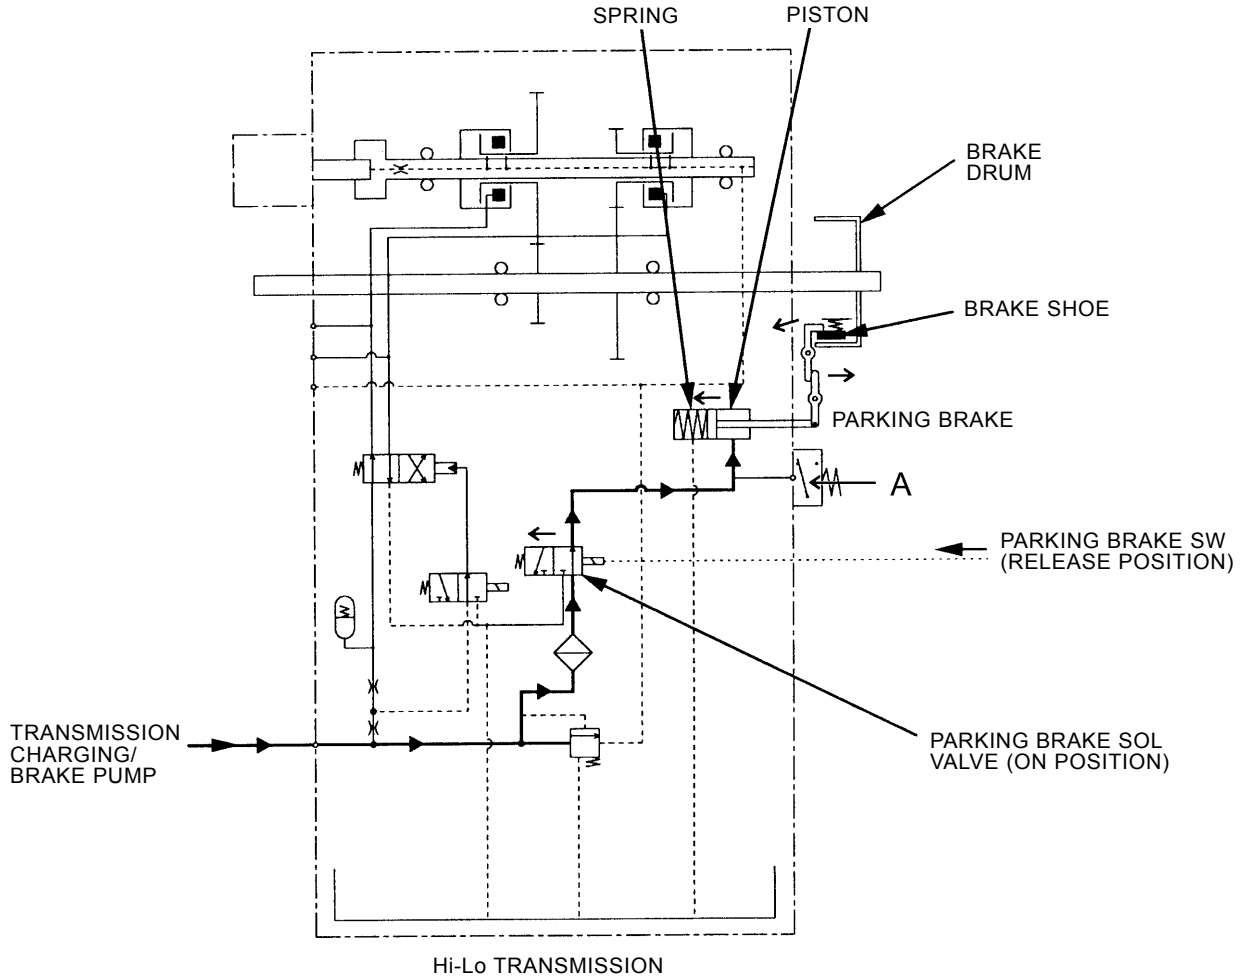 SPRING
PISTON
BRAKE
DRUM
BRAKE SHOE
PARKING BRAKE
A
PARKING BRAKE SW
(RELEASE POSITION)
TRANSMISSION
CHARGING/
BRAKE PUMP
PARKING BRAKE SOL
VALVE (ON POSITION)
Hi-Lo TRANSMISSION